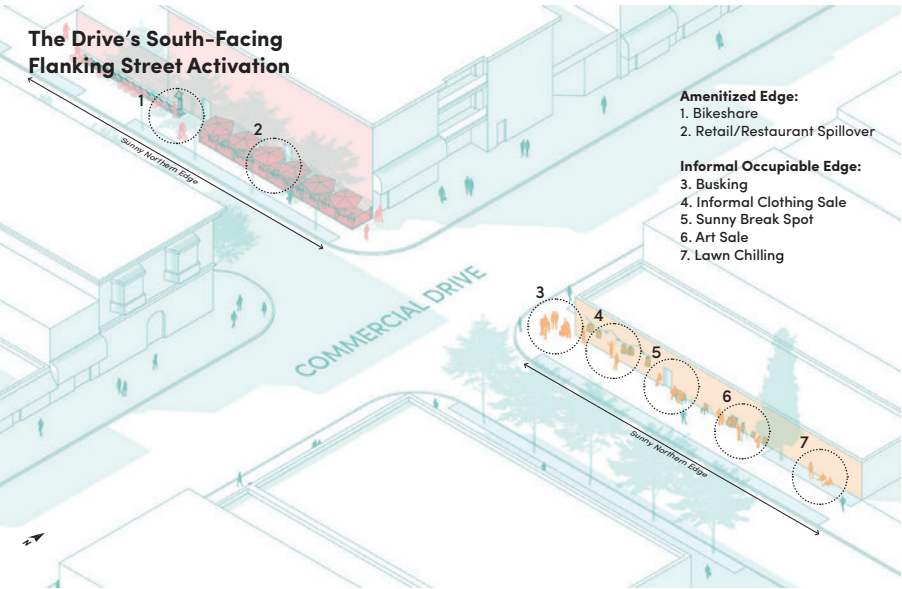 The Drive's South-Facing
Flanking Street Activation
Amenitized Edge:
1. Bikeshare
2. Retail/Restaurant Spillover
Informal Occupiable Edge:
3. Busking
4. Informal Clothing Sale
5. Sunny Break Spot
6. Art Sale
7. Lawn Chilling
1
2
Sunny Northern Edge
COMMERCIAL DRIVE
3
4
5
6
7
Sunny Northern Edge
N